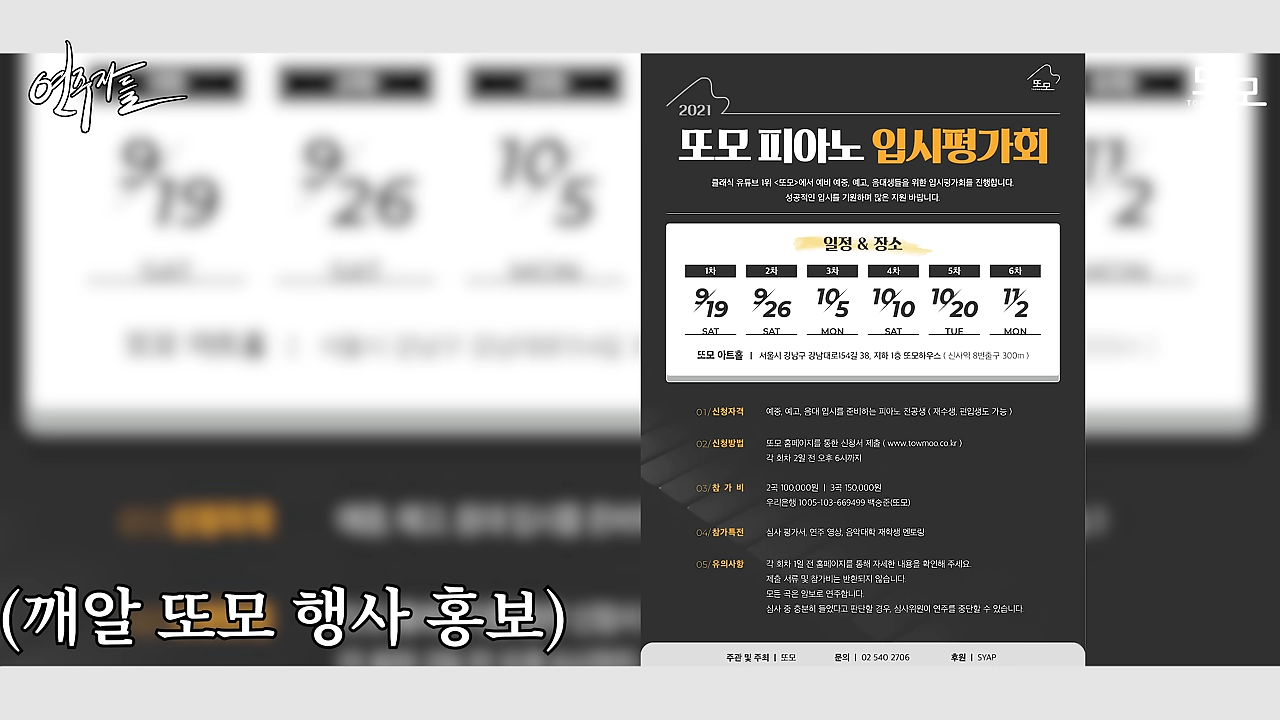 연주자들
또모
2021
또모 피아노 입시평가회
클래식 유튜브 1위 <또모>에서 예비 예중, 예고, 음대생들을 위한 입시평가회를 진행합니다.
성공적인 입시를 기원하며 많은 지원 바랍니다.
일정 & 장소
1차 2차 3차 4차 5차 6차
9/19 9/26 10/5 10/10 10/20 11/2
SAT SAT MON SAT TUE MON
또모 아트홀 | 서울시 강남구 강남대로154길 38, 지하 1층 또모하우스 ( 신사역 8번출구 300m )
01/신청자격 예중, 예고, 음대 입시를 준비하는 피아노 전공생 ( 재수생, 편입생도 가능 )
02/신청방법 또모 홈페이지를 통한 신청서 제출 ( www.towmoo.co.kr )
각 회차 2일 전 오후 6시까지
03/참 가 비 2곡 100,000원 | 3곡 150,000원
우리은행 1005-103-669499 백승준(또모)
04/참가특전 심사 평가서, 연주 영상, 음악대학 재학생 멘토링
05/유의사항 각 회차 1일 전 홈페이지를 통해 자세한 내용을 확인해 주세요.
제출 서류 및 참가비는 반환되지 않습니다.
모든 곡은 암보로 연주합니다.
심사 중 충분히 들었다고 판단할 경우, 심사위원이 연주를 중단할 수 있습니다.
주관 및 주최 | 또모 문의 | 02 540 2706 후원 | SYAP
(깨알 또모 행사 홍보)